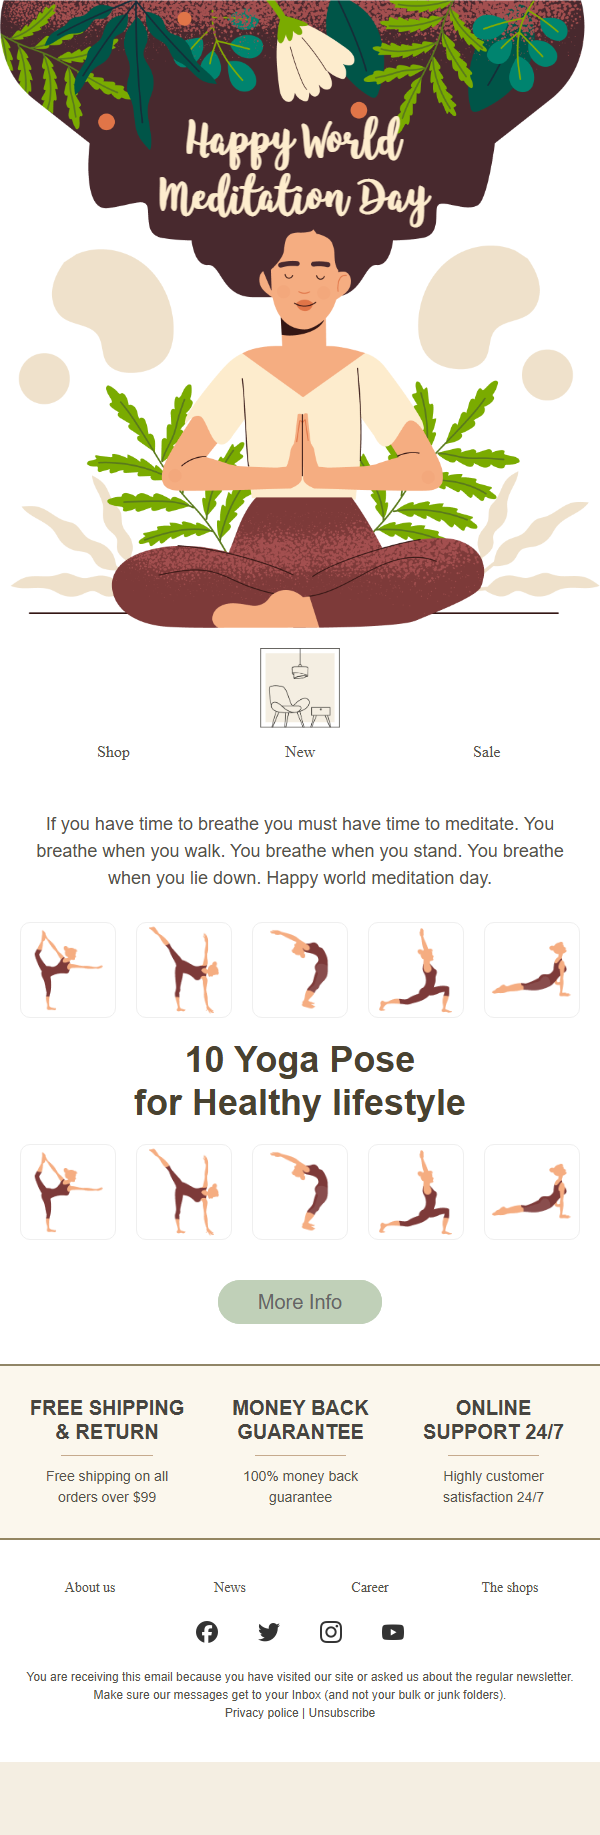 Happy World
Meditation Day
Shop
New
Sale
If you have time to breathe you must have time to meditate. You
breathe when you walk. You breathe when you stand. You breathe
when you lie down. Happy world meditation day.
10 Yoga Pose
for Healthy lifestyle
More Info
FREE SHIPPING
& RETURN
Free shipping on all
orders over $99
MONEY BACK
GUARANTEE
100% money back
guarantee
ONLINE
SUPPORT 24/7
Highly customer
satisfaction 24/7
About us
News
Career
The shops
You are receiving this email because you have visited our site or asked us about the regular newsletter.
Make sure our messages get to your Inbox (and not your bulk or junk folders).
Privacy police | Unsubscribe